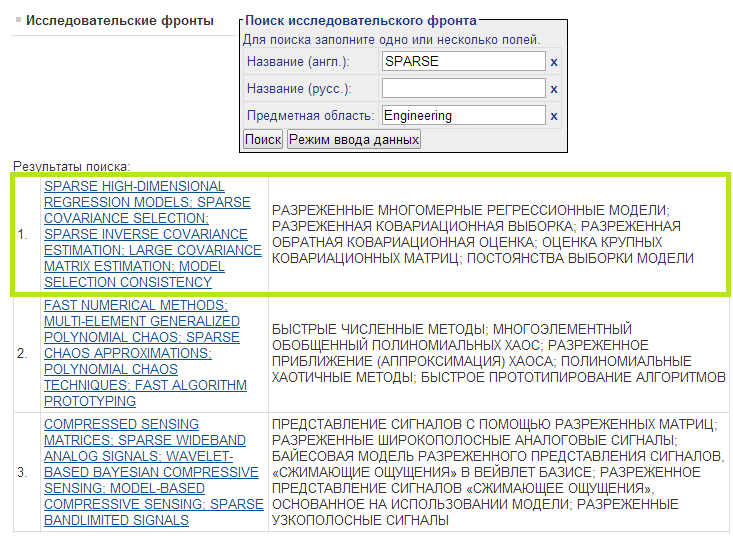 Исследовательские фронты
Поиск исследовательского фронта
Для поиска заполните одно или несколько полей.
Название (англ.): SPARSE x
Название (русс.): x
Предметная область: Engineering x
Поиск Режим ввода данных
Результаты поиска:
1.
SPARSE HIGH-DIMENSIONAL
REGRESSION MODELS; SPARSE
COVARIANCE SELECTION;
SPARSE INVERSE COVARIANCE
ESTIMATION; LARGE COVARIANCE
MATRIX ESTIMATION; MODEL
SELECTION CONSISTENCY
РАЗРЕЖЕННЫЕ МНОГОМЕРНЫЕ РЕГРЕССИОННЫЕ МОДЕЛИ;
РАЗРЕЖЕННАЯ КОВАРИАЦИОННАЯ ВЫБОРКА; РАЗРЕЖЕННАЯ
ОБРАТНАЯ КОВАРИАЦИОННАЯ ОЦЕНКА; ОЦЕНКА КРУПНЫХ
КОВАРИАЦИОННЫХ МАТРИЦ; ПОСТОЯНСТВА ВЫБОРКИ МОДЕЛИ
2.
FAST NUMERICAL METHODS;
MULTI-ELEMENT GENERALIZED
POLYNOMIAL CHAOS; SPARSE
CHAOS APPROXIMATIONS;
POLYNOMIAL CHAOS
TECHNIQUES; FAST ALGORITHM
PROTOTYPING
БЫСТРЫЕ ЧИСЛЕННЫЕ МЕТОДЫ; МНОГОЭЛЕМЕНТНЫЙ
ОБОБЩЕННЫЙ ПОЛИНОМИАЛЬНЫХ ХАОС; РАЗРЕЖЕННОЕ
ПРИБЛИЖЕНИЕ (АППРОКСИМАЦИЯ) ХАОСА; ПОЛИНОМИАЛЬНЫЕ
ХАОТИЧНЫЕ МЕТОДЫ; БЫСТРОЕ ПРОТОТИПИРОВАНИЕ АЛГОРИТМОВ
3.
COMPRESSED SENSING
MATRICES; SPARSE WIDEBAND
ANALOG SIGNALS; WAVELET-
BASED BAYESIAN COMPRESSIVE
SENSING; MODEL-BASED
COMPRESSIVE SENSING; SPARSE
BANDLIMITED SIGNALS
ПРЕДСТАВЛЕНИЕ СИГНАЛОВ С ПОМОЩЬЮ РАЗРЕЖЕННЫХ МАТРИЦ;
РАЗРЕЖЕННЫЕ ШИРОКОПОЛОСНЫЕ АНАЛОГОВЫЕ СИГНАЛЫ;
БАЙЕСОВАЯ МОДЕЛЬ РАЗРЕЖЕННОГО ПРЕДСТАВЛЕНИЯ СИГНАЛОВ,
«СЖИМАЮЩИЕ ОЩУЩЕНИЯ» В ВЕЙВЛЕТ БАЗИСЕ; РАЗРЕЖЕННОЕ
ПРЕДСТАВЛЕНИЕ СИГНАЛОВ «СЖИМАЮЩЕЕ ОЩУЩЕНИЯ»,
ОСНОВАННОЕ НА ИСПОЛЬЗОВАНИИ МОДЕЛИ; РАЗРЕЖЕННЫЕ
УЗКОПОЛОСНЫЕ СИГНАЛЫ